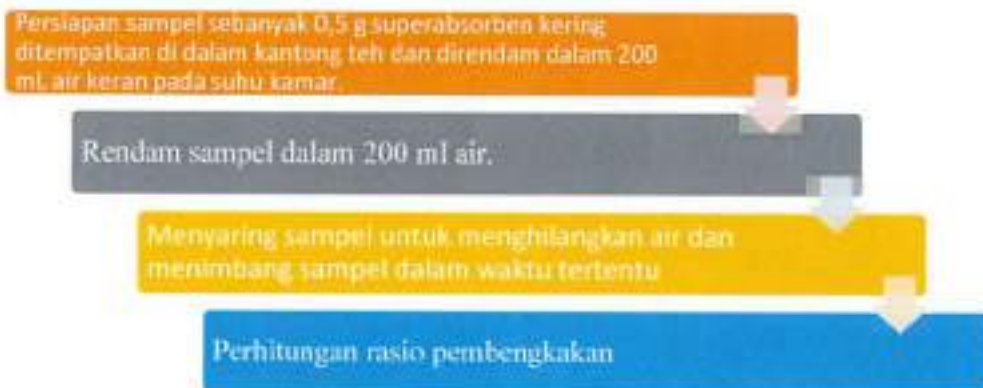 Persiapan sampel sebanyak 0,5 g superabsorben kering
ditempatkan di dalam kantong teh dan direndam dalam 200
mL air keran pada suhu kamar.
Rendam sampel dalam 200 ml air.
Menyaring sampel untuk menghilangkan air dan
menimbang sampel dalam waktu tertentu
Perhitungan rasio pembengkakan